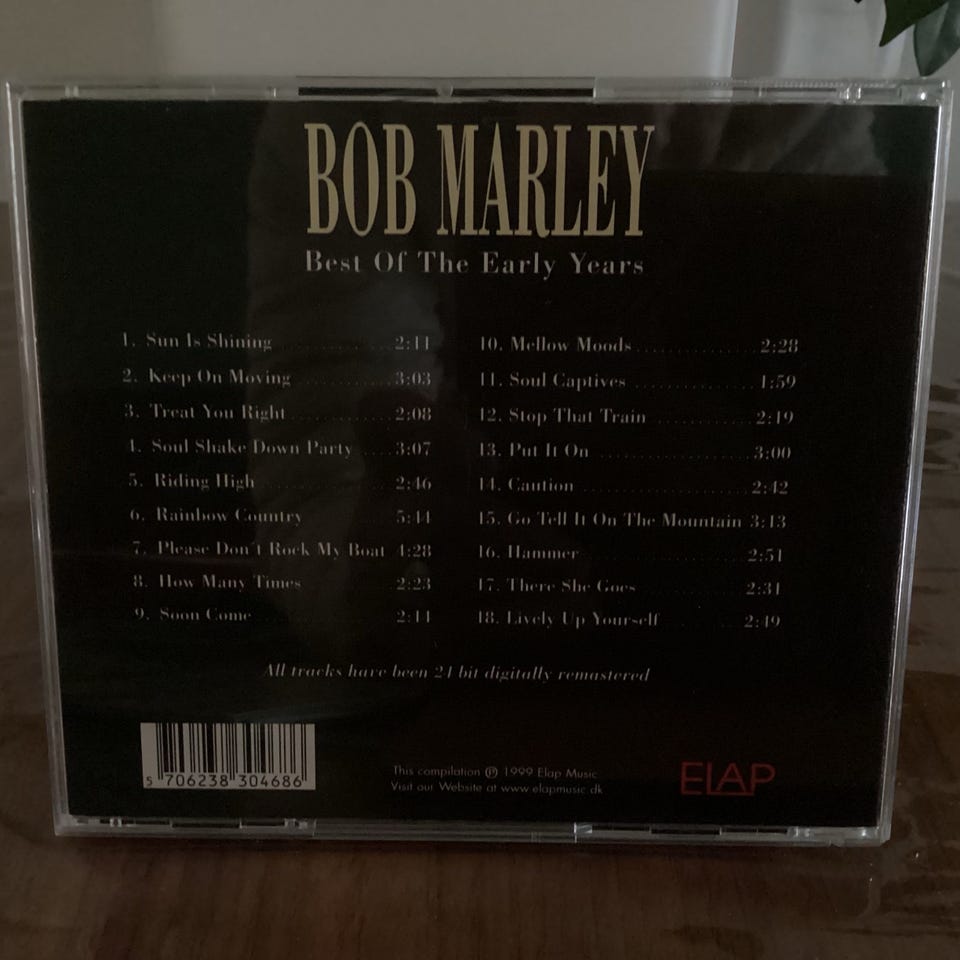 BOB MARLEY
Best Of The Early Years
1. Sun Is Shining 2:11
2. Keep On Moving 3:03
3. Treat You Right 2:08
4. Soul Shake Down Party 3:07
5. Riding High 2:46
6. Rainbow Country 5:44
7. Please Don't Rock My Boat 4:28
8. How Many Times 2:23
9. Soon Come 2:11
10. Mellow Moods 2:28
11. Soul Captives 1:59
12. Stop That Train 2:19
13. Put It On 3:00
14. Caution 2:42
15. Go Tell It On The Mountain 3:13
16. Hammer 2:51
17. There She Goes 2:31
18. Lively Up Yourself 2:49
All tracks have been 24 bit digitally remastered
5 706238 304686
This compilation ℗ 1999 Elap Music
Visit our Website at www.elapmusic.dk
ELAP